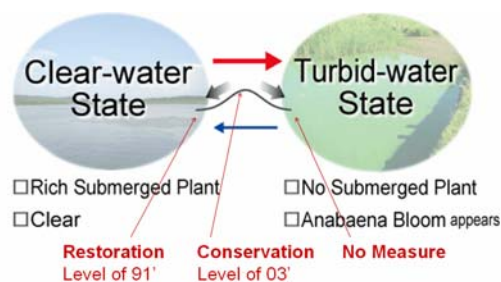 Clear-water
State
Turbid-water
State
□Rich Submerged Plant
□Clear
□No Submerged Plant
□Anabaena Bloom appears
Restoration
Level of 91'
Conservation
Level of 03'
No Measure